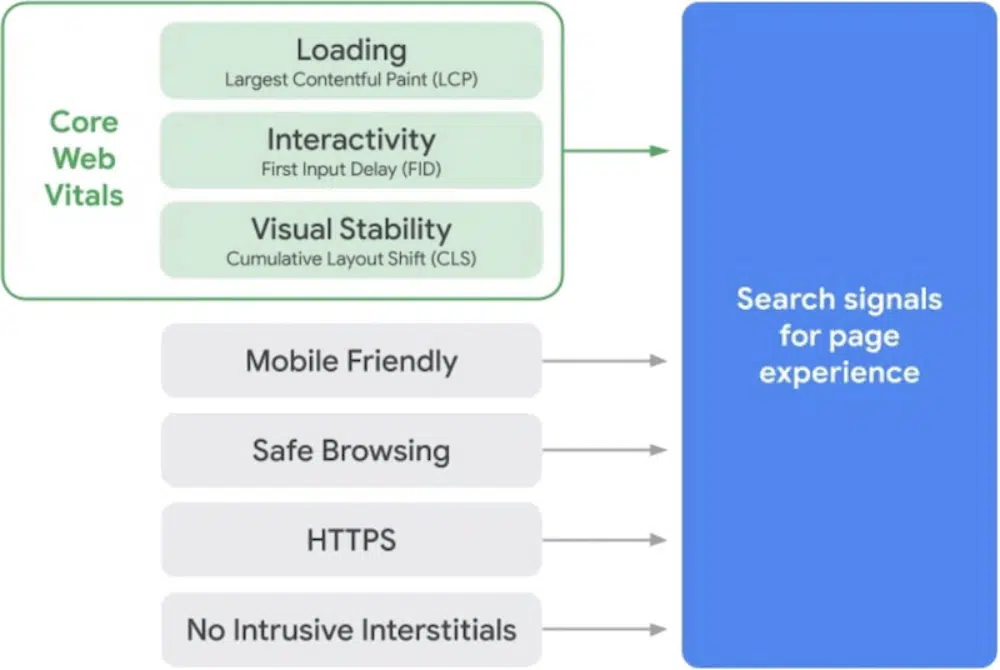 Core
Web
Vitals
Loading
Largest Contentful Paint (LCP)
Interactivity
First Input Delay (FID)
Visual Stability
Cumulative Layout Shift (CLS)
Mobile Friendly
Safe Browsing
HTTPS
No Intrusive Interstitials
Search signals
for page
experience